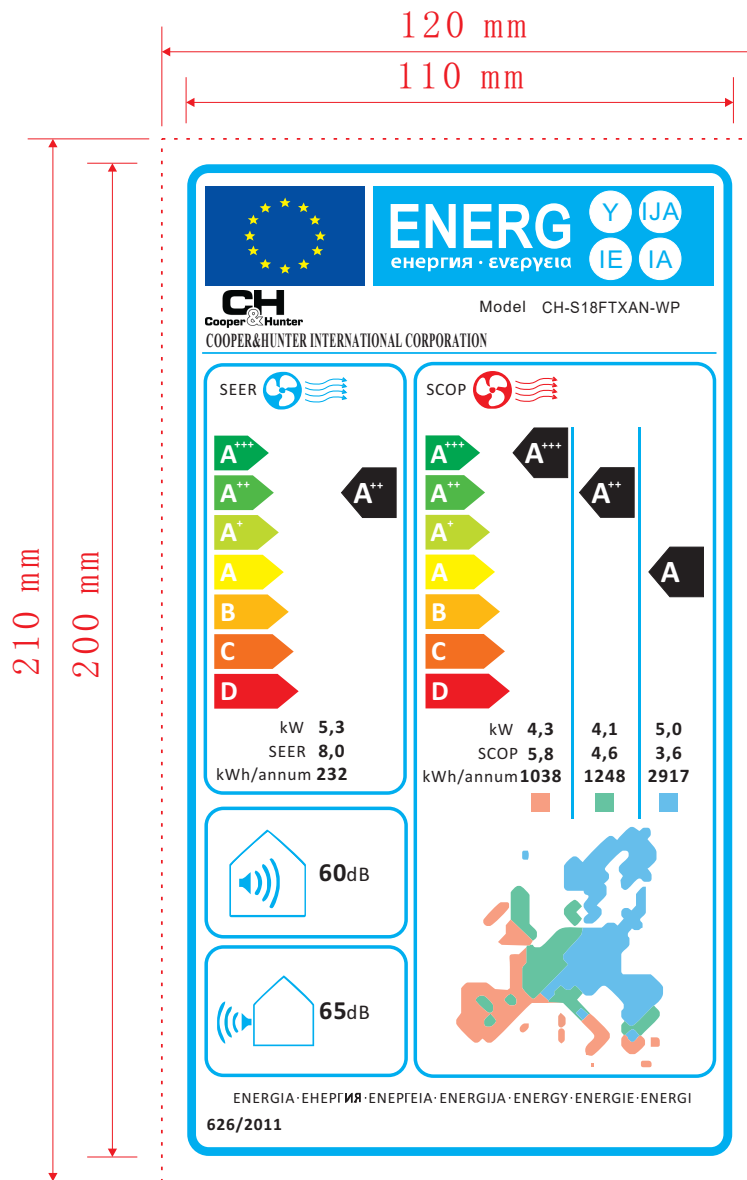 120 mm
110 mm
210 mm
200 mm
ENERG
енергия · ενεργεια
Y
IJA
IE
IA
CH
Cooper&Hunter
Model CH-S18FTXAN-WP
COOPER&HUNTER INTERNATIONAL CORPORATION
SEER
A+++
A++
A+
A
B
C
D
A++
kW 5,3
SEER 8,0
kWh/annum 232
SCOP
A+++
A++
A+
A
B
C
D
A+++
A++
A
kW 4,3 4,1 5,0
SCOP 5,8 4,6 3,6
kWh/annum 1038 1248 2917
60dB
65dB
ENERGIA·ЕНЕРГИЯ·ΕΝΕΡΓΕΙΑ·ENERGIJA·ENERGY·ENERGIE·ENERGI
626/2011